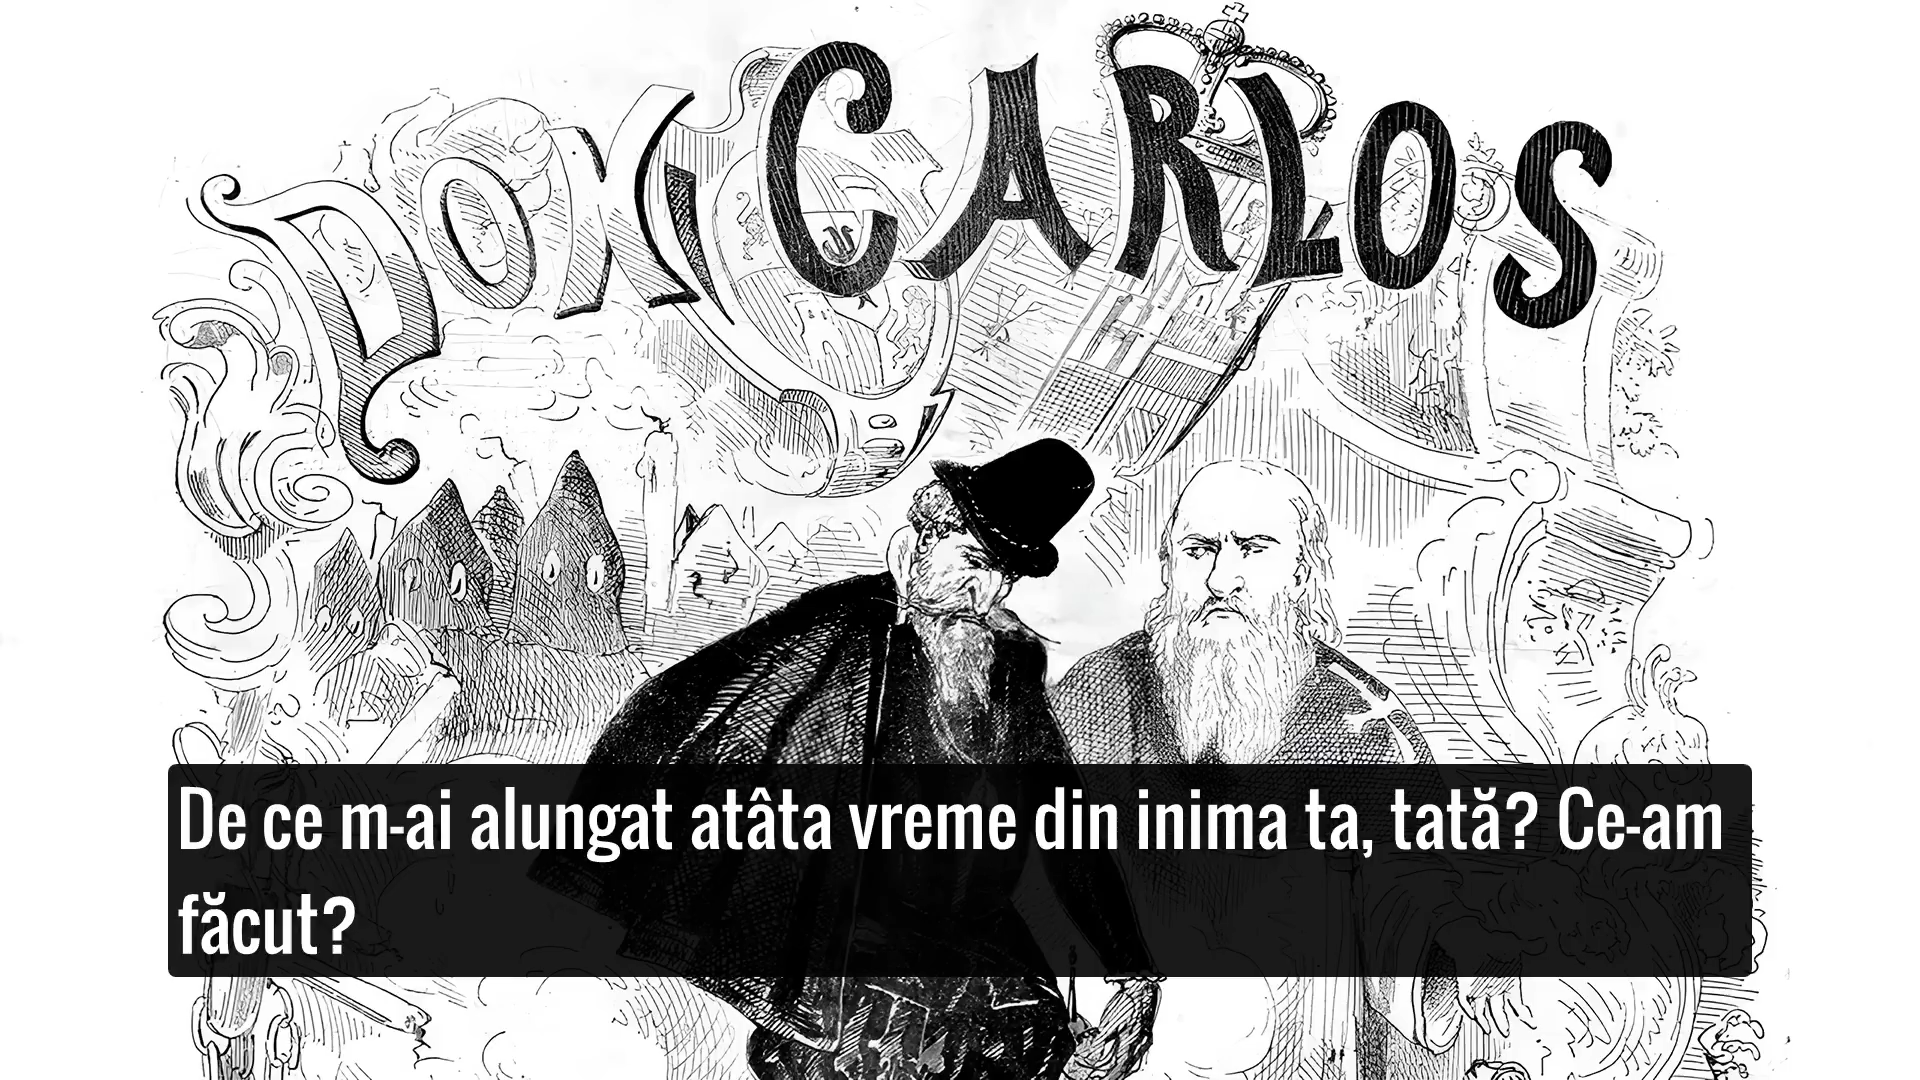 DON CARLOS
De ce m-ai alungat atâta vreme din inima ta, tată? Ce-am
făcut?